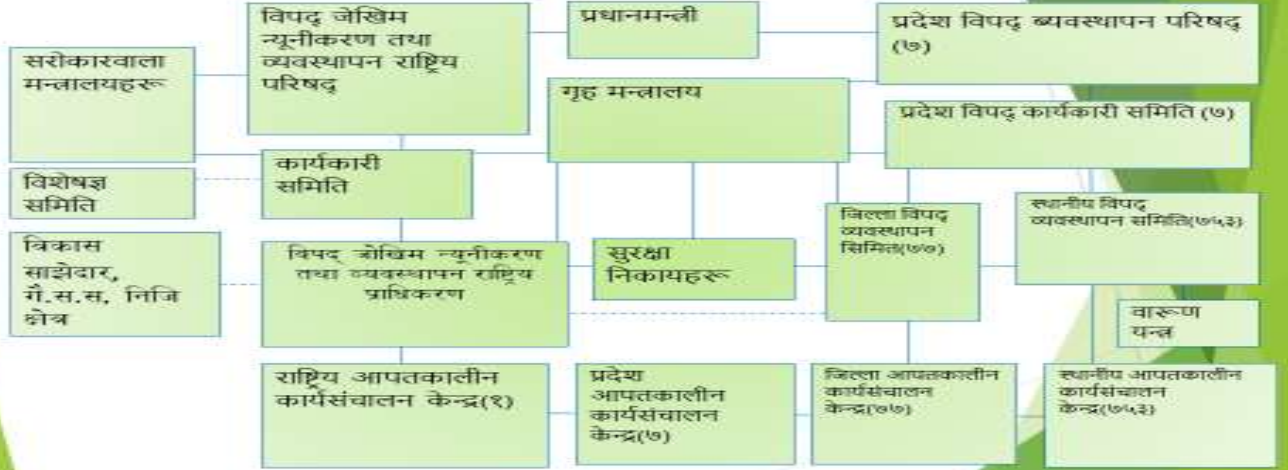 विपद् जेखिम
न्यूनीकरण तथा
व्यवस्थापन राष्ट्रिय
परिषद्
प्रधानमन्त्री
प्रदेश विपद् ब्यवस्थापन परिषद्
(७)
सरोकारवाला
मन्त्रालयहरू
गृह मन्त्रालय
प्रदेश विपद् कार्यकारी समिति (७)
कार्यकारी
समिति
विशेषज्ञ
समिति
जिल्ला विपद्
व्यवस्थापन
समिति(७७)
स्थानीय विपद्
व्यवस्थापन समिति(७५३)
विकास
साझेदार,
गै.स.स, निजि
क्षेत्र
विपद् जोखिम न्यूनीकरण
तथा व्यवस्थापन राष्ट्रिय
प्राधिकरण
सुरक्षा
निकायहरू
वारूण
यन्त्र
राष्ट्रिय आपतकालीन
कार्यसंचालन केन्द्र(१)
प्रदेश
आपतकालीन
कार्यसंचालन
केन्द्र(७)
जिल्ला आपतकालीन
कार्यसंचालन
केन्द्र(७७)
स्थानीय आपतकालीन
कार्यसंचालन
केन्द्र(७५३)